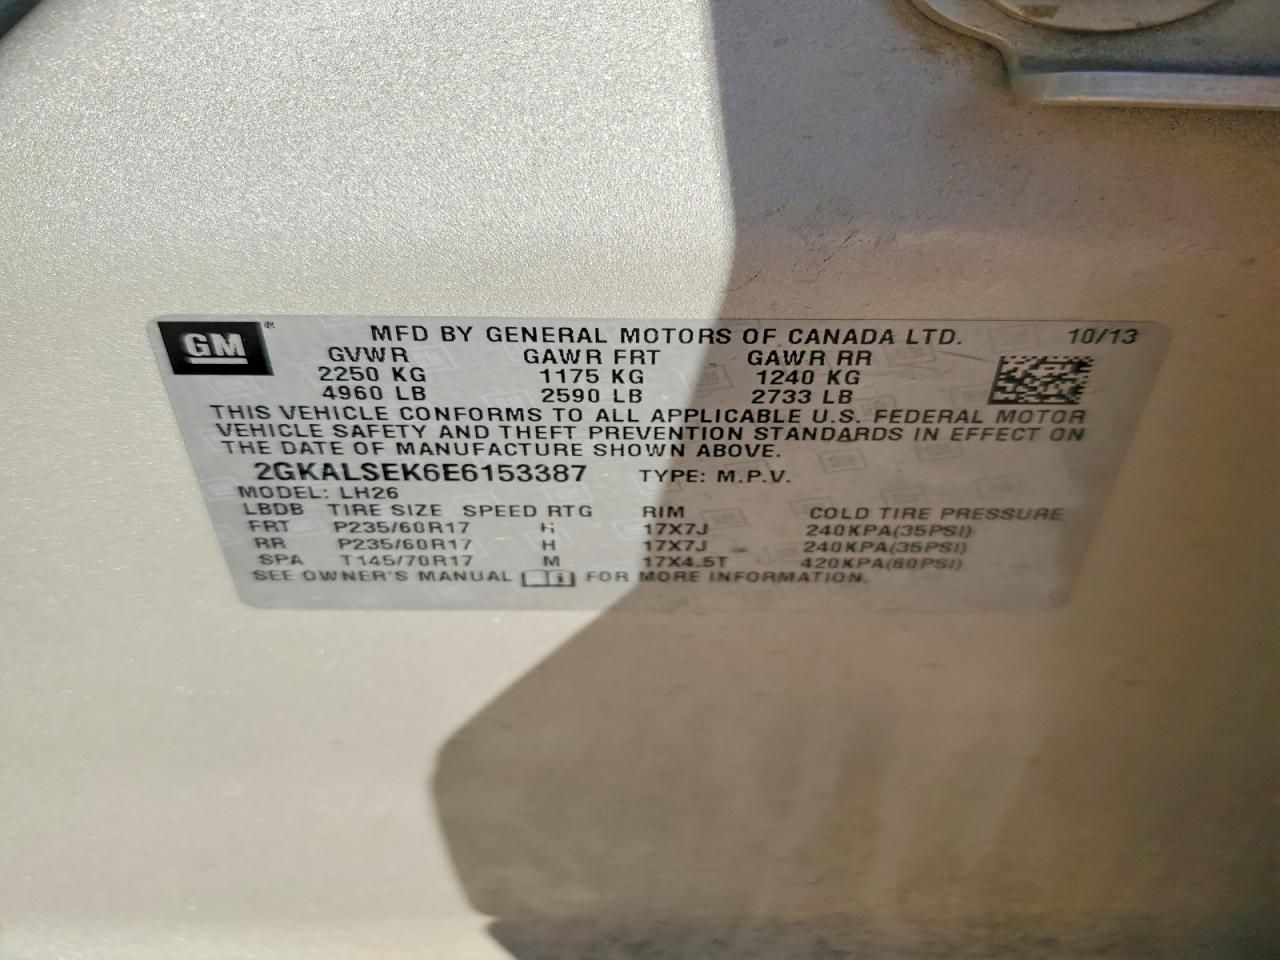 GM® MFD BY GENERAL MOTORS OF CANADA LTD. 10/13
GVWR GAWR FRT GAWR RR
2250 KG 1175 KG 1240 KG
4960 LB 2590 LB 2733 LB
THIS VEHICLE CONFORMS TO ALL APPLICABLE U.S. FEDERAL MOTOR
VEHICLE SAFETY AND THEFT PREVENTION STANDARDS IN EFFECT ON
THE DATE OF MANUFACTURE SHOWN ABOVE.
2GKALSEK6E6153387 TYPE: M.P.V.
MODEL: LH26
LBDB TIRE SIZE SPEED RTG RIM COLD TIRE PRESSURE
FRT P235/60R17 H 17X7J 240KPA(35PSI)
RR P235/60R17 H 17X7J 240KPA(35PSI)
SPA T145/70R17 M 17X4.5T 420KPA(60PSI)
SEE OWNER'S MANUAL FOR MORE INFORMATION.